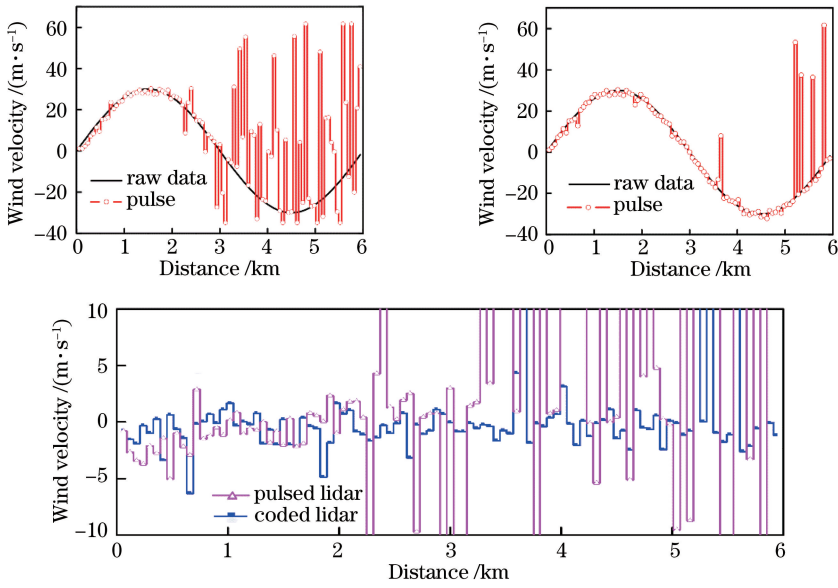 60
40
20
0
−20
−40
Wind velocity /(m·s⁻¹)
raw data
pulse
0 1 2 3 4 5 6
Distance /km
60
40
20
0
−20
−40
Wind velocity /(m·s⁻¹)
raw data
pulse
0 1 2 3 4 5 6
Distance /km
10
5
0
−5
−10
Wind velocity /(m·s⁻¹)
pulsed lidar
coded lidar
0 1 2 3 4 5 6
Distance /km